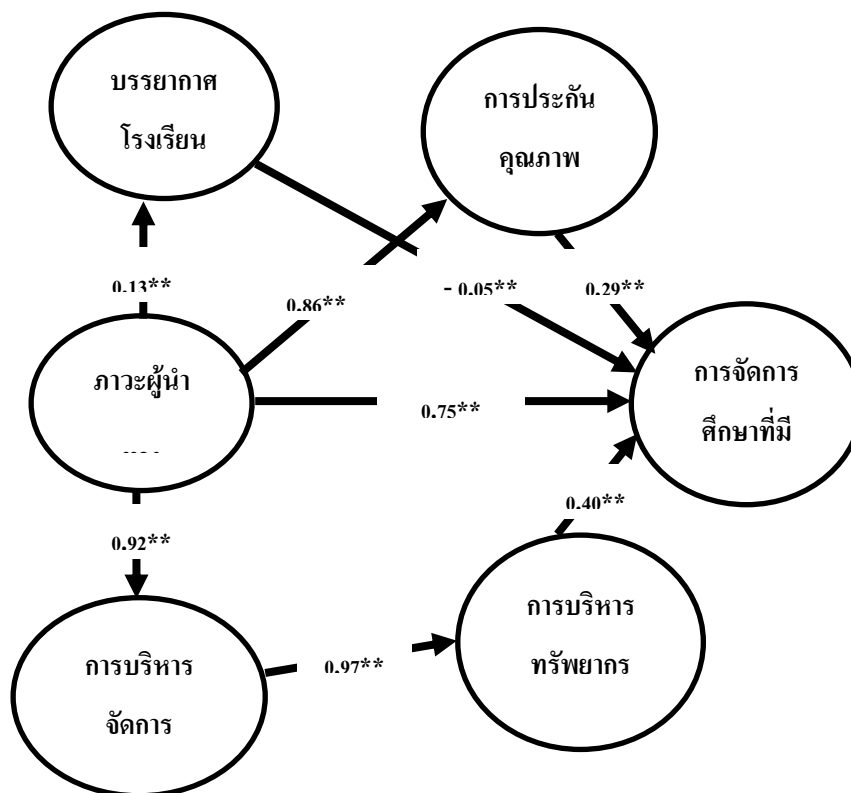 บรรยากาศ
โรงเรียน
การประกัน
คุณภาพ
0.13**
0.86**
- 0.05**
0.29**
ภาวะผู้นำ
การจัดการ
ศึกษาที่มี
0.75**
0.40**
0.92**
การบริหาร
ทรัพยากร
0.97**
การบริหาร
จัดการ